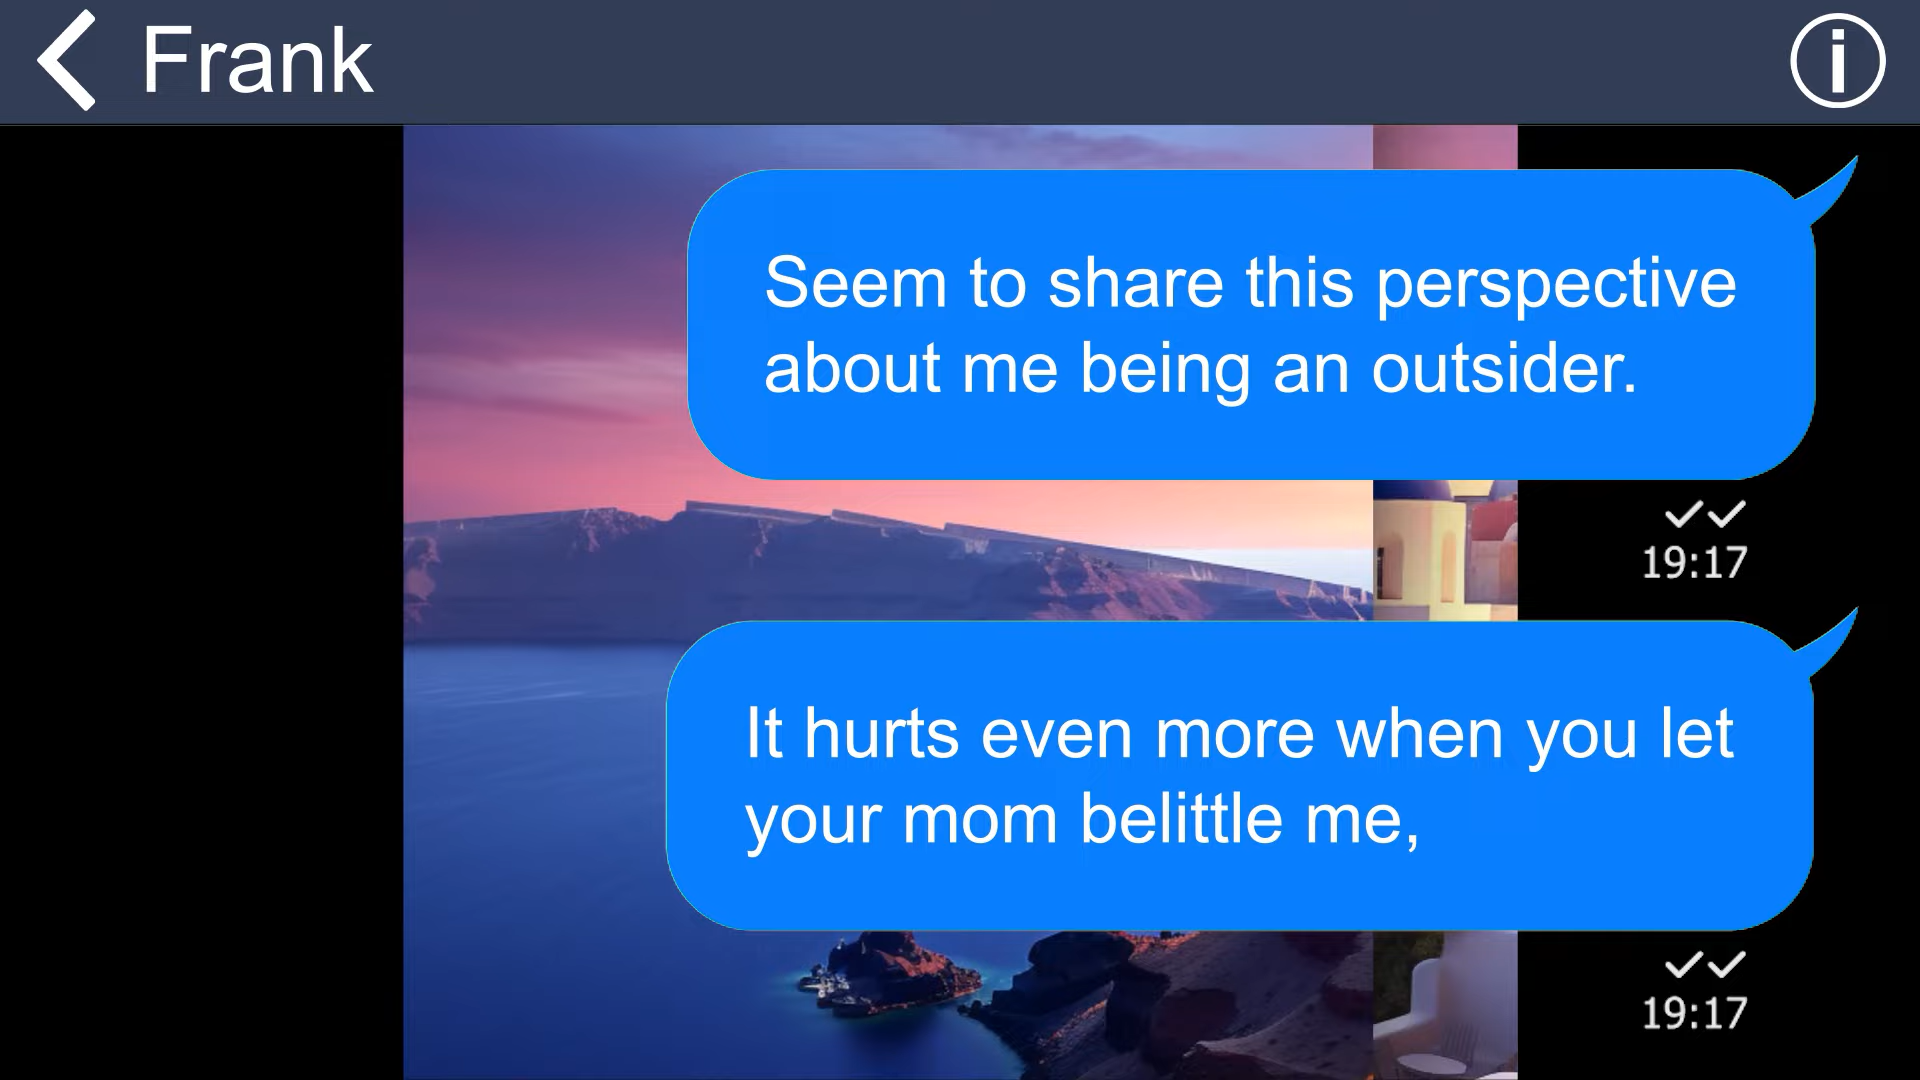 Frank
Seem to share this perspective
about me being an outsider.
19:17
It hurts even more when you let
your mom belittle me,
19:17